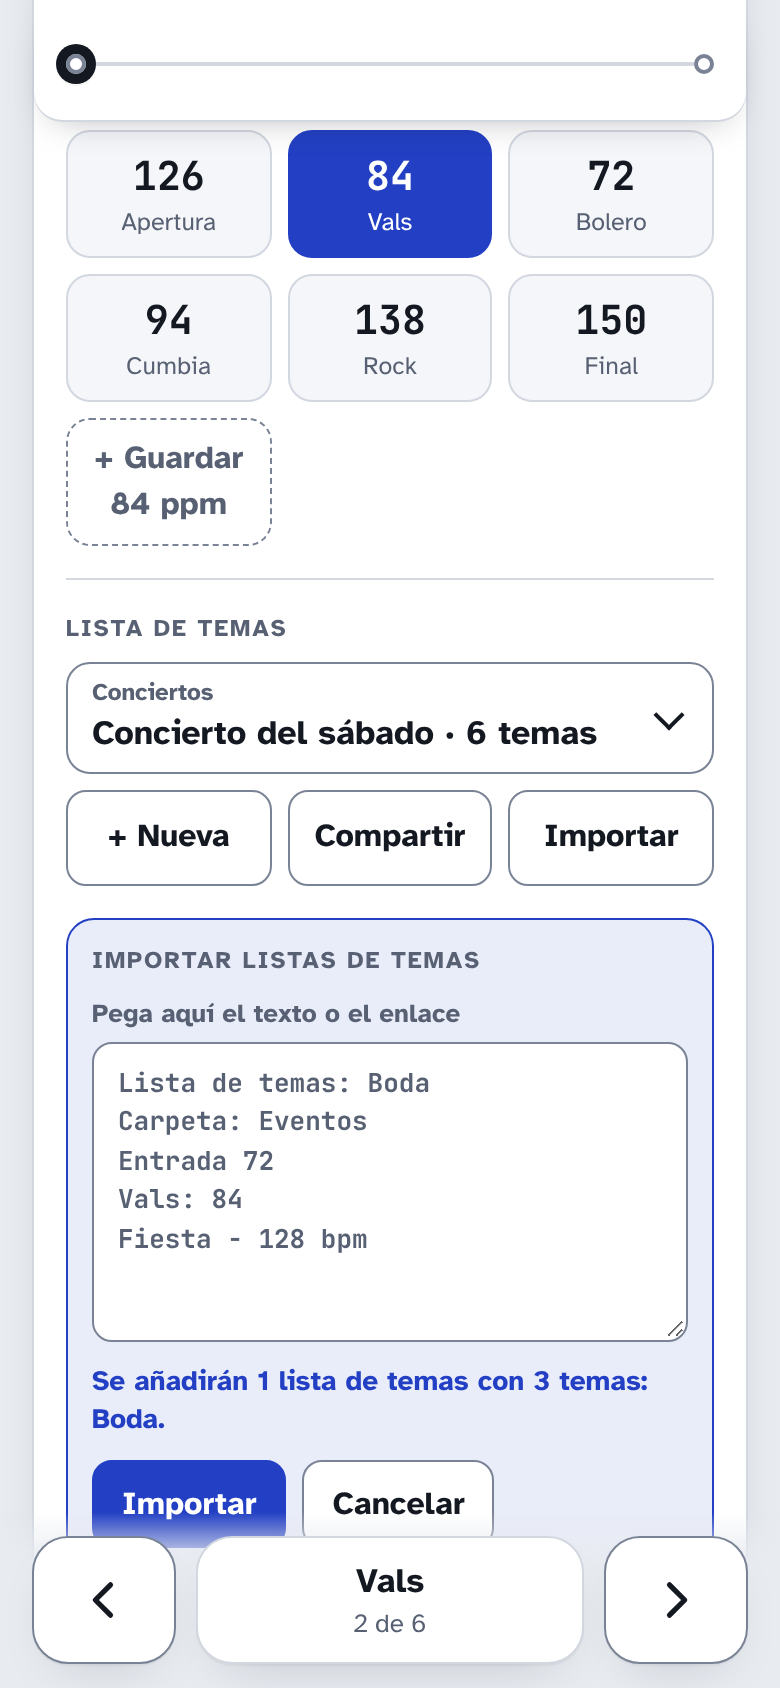 126
Apertura
84
Vals
72
Bolero
94
Cumbia
138
Rock
150
Final
+ Guardar
84 ppm
LISTA DE TEMAS
Conciertos
Concierto del sábado · 6 temas
+ Nueva
Compartir
Importar
IMPORTAR LISTAS DE TEMAS
Pega aquí el texto o el enlace
Lista de temas: Boda
Carpeta: Eventos
Entrada 72
Vals: 84
Fiesta - 128 bpm
Se añadirán 1 lista de temas con 3 temas:
Boda.
Importar
Cancelar
Vals
2 de 6